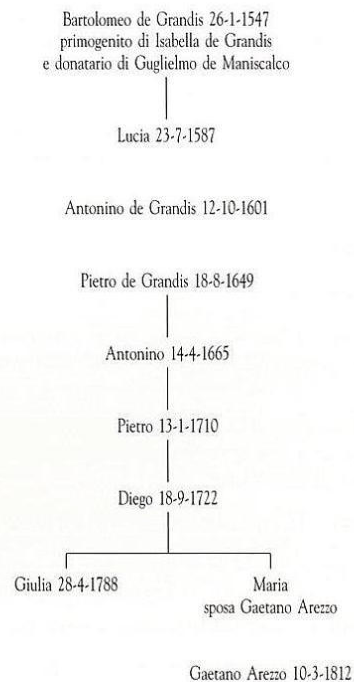 Bartolomeo de Grandis 26-1-1547
primogenito di Isabella de Grandis
e donatario di Guglielmo de Maniscalco
Lucia 23-7-1587
Antonino de Grandis 12-10-1601
Pietro de Grandis 18-8-1649
Antonino 14-4-1665
Pietro 13-1-1710
Diego 18-9-1722
Giulia 28-4-1788
Maria
sposa Gaetano Arezzo
Gaetano Arezzo 10-3-1812